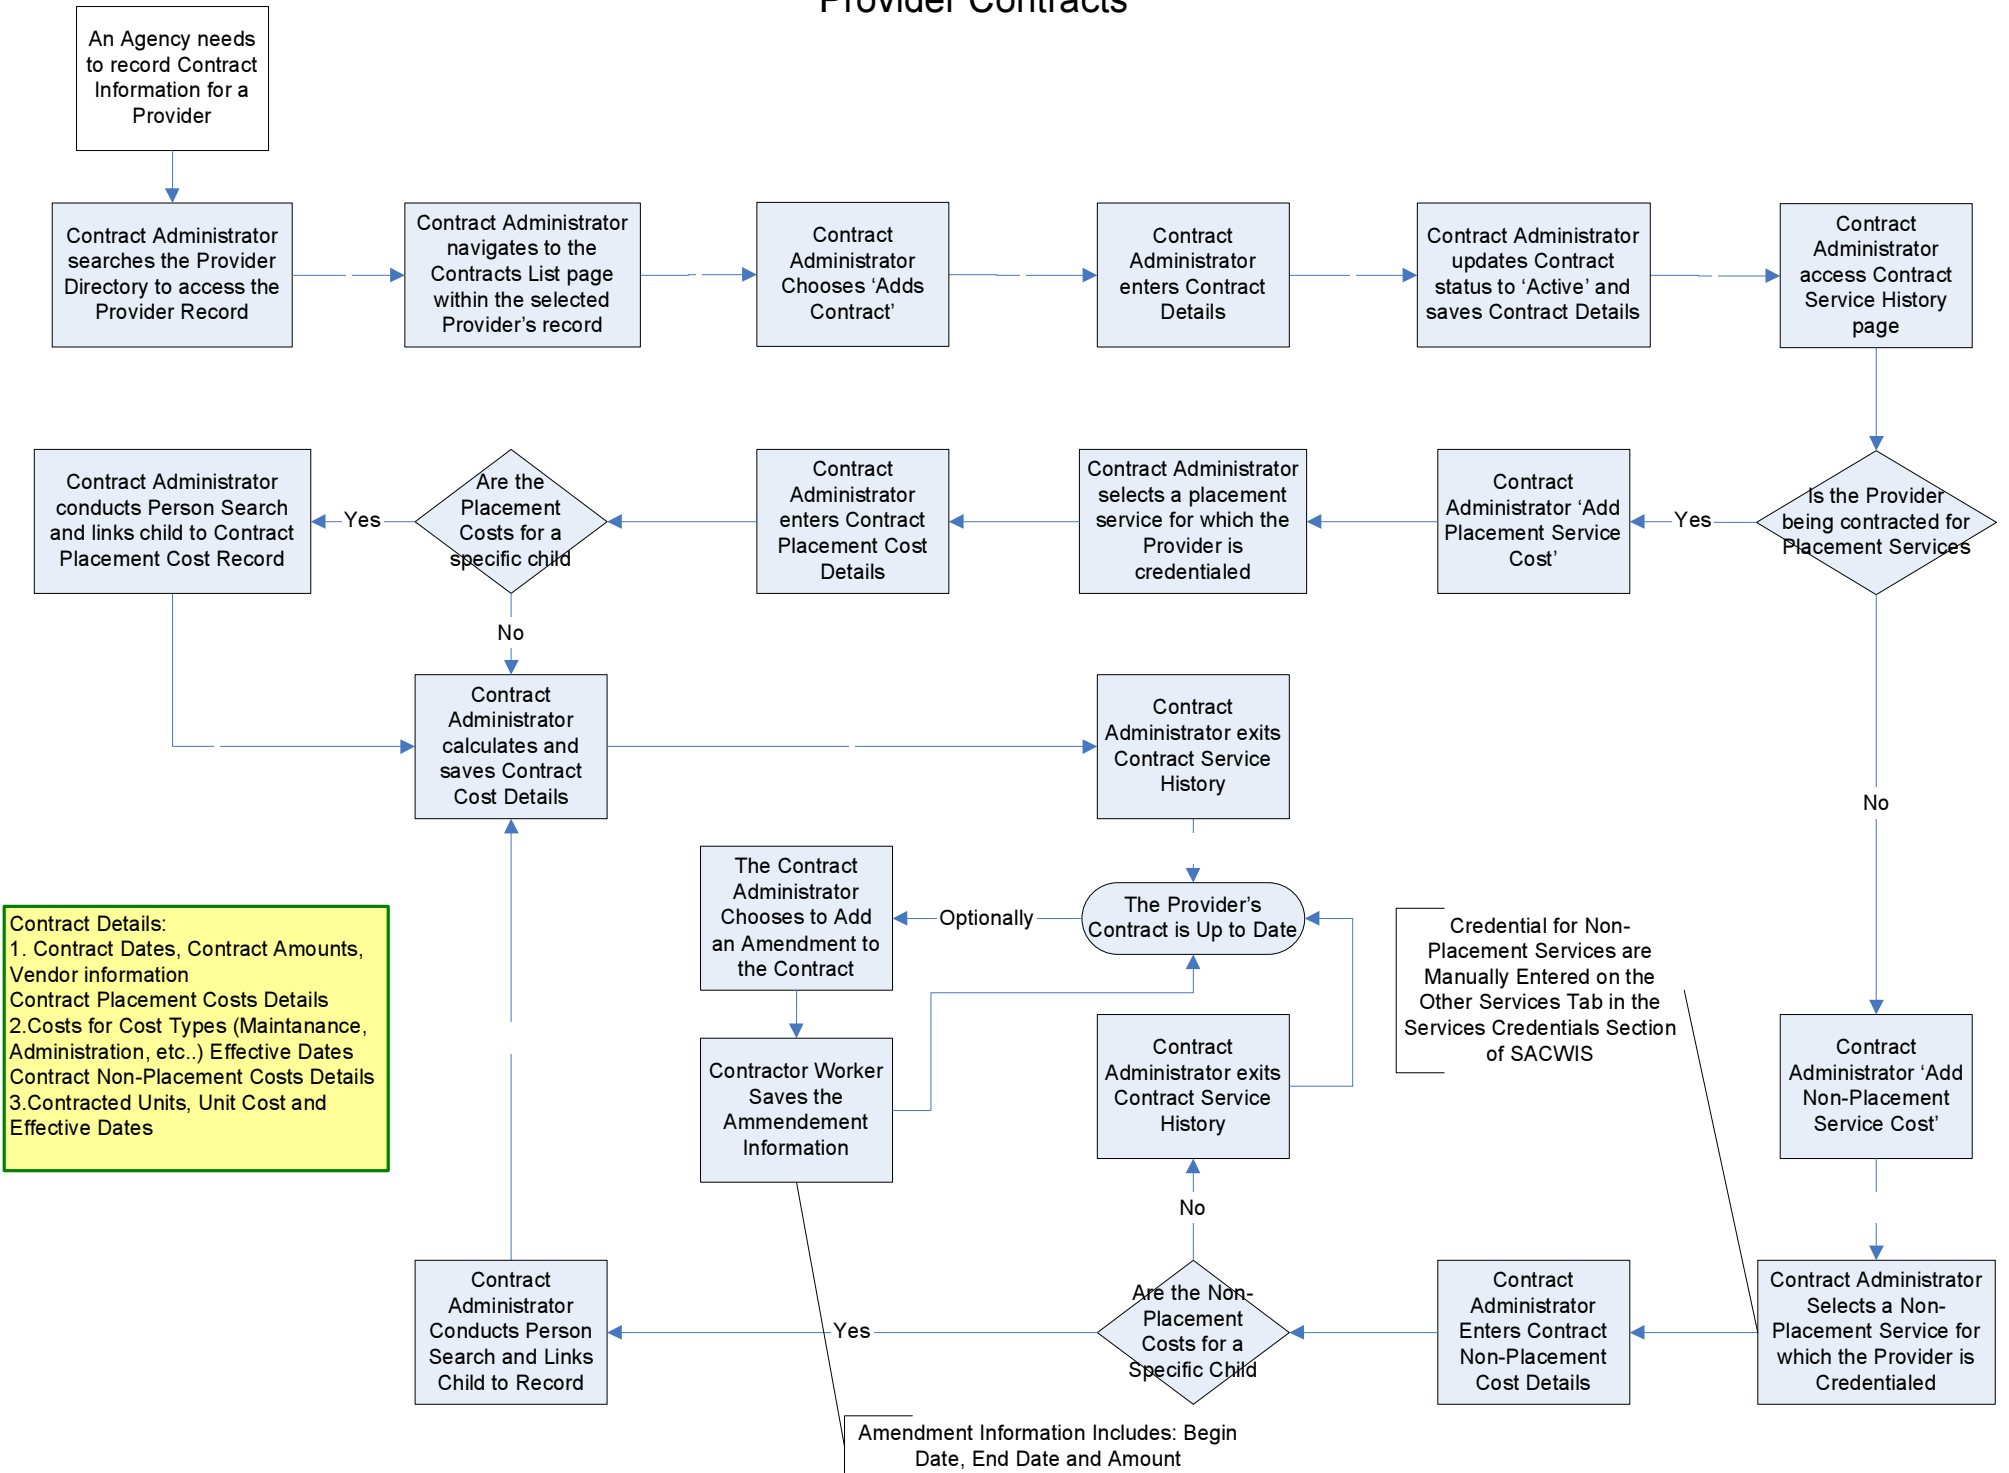 Provider Contracts
An Agency needs
to record Contract
Information for a
Provider
Contract Administrator
searches the Provider
Directory to access the
Provider Record
Contract Administrator
navigates to the
Contracts List page
within the selected
Provider’s record
Contract
Administrator
Chooses ‘Adds
Contract’
Contract
Administrator
enters Contract
Details
Contract Administrator
updates Contract
status to ‘Active’ and
saves Contract Details
Contract
Administrator
access Contract
Service History
page
Is the Provider
being contracted for
Placement Services
Yes
Contract
Administrator ‘Add
Placement Service
Cost’
Contract Administrator
selects a placement
service for which the
Provider is
credentialed
Contract
Administrator
enters Contract
Placement Cost
Details
Are the
Placement
Costs for a
specific child
Yes
Contract Administrator
conducts Person Search
and links child to Contract
Placement Cost Record
No
Contract
Administrator
calculates and
saves Contract
Cost Details
Contract
Administrator exits
Contract Service
History
No
The Contract
Administrator
Chooses to Add
an Amendment to
the Contract
Optionally
The Provider’s
Contract is Up to Date
Credential for Non-
Placement Services are
Manually Entered on the
Other Services Tab in the
Services Credentials Section
of SACWIS
Contract Details:
1. Contract Dates, Contract Amounts,
Vendor information
Contract Placement Costs Details
2.Costs for Cost Types (Maintanance,
Administration, etc..) Effective Dates
Contract Non-Placement Costs Details
3.Contracted Units, Unit Cost and
Effective Dates
Contractor Worker
Saves the
Ammendement
Information
Contract
Administrator exits
Contract Service
History
Contract
Administrator ‘Add
Non-Placement
Service Cost’
No
Contract
Administrator
Conducts Person
Search and Links
Child to Record
Yes
Are the Non-
Placement
Costs for a
Specific Child
Contract
Administrator
Enters Contract
Non-Placement
Cost Details
Contract Administrator
Selects a Non-
Placement Service for
which the Provider is
Credentialed
Amendment Information Includes: Begin
Date, End Date and Amount